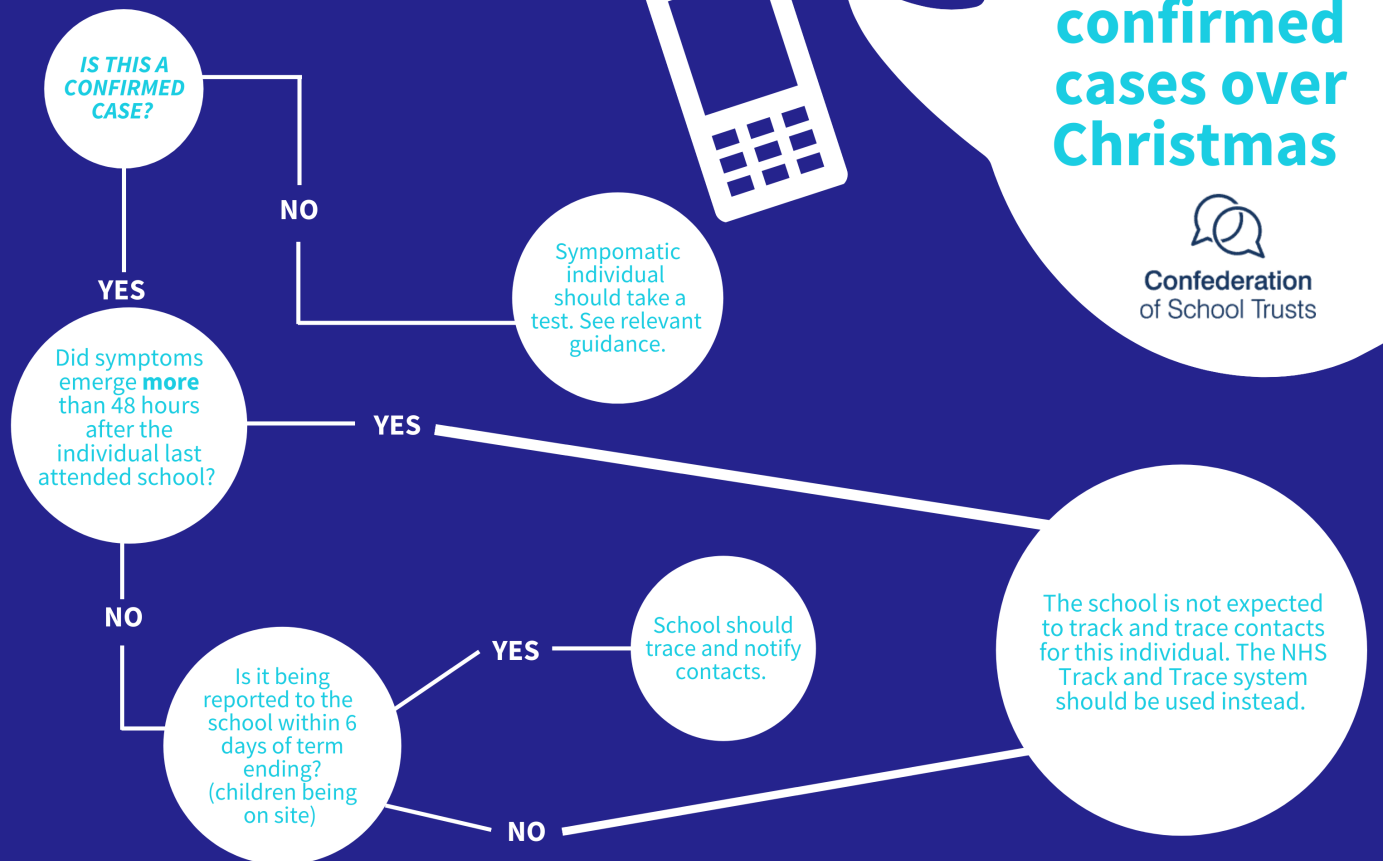 confirmed
cases over
Christmas
Confederation
of School Trusts
IS THIS A
CONFIRMED
CASE?
NO
YES
Sympomatic
individual
should take a
test. See relevant
guidance.
Did symptoms
emerge more
than 48 hours
after the
individual last
attended school?
YES
NO
Is it being
reported to the
school within 6
days of term
ending?
(children being
on site)
YES
School should
trace and notify
contacts.
NO
The school is not expected
to track and trace contacts
for this individual. The NHS
Track and Trace system
should be used instead.